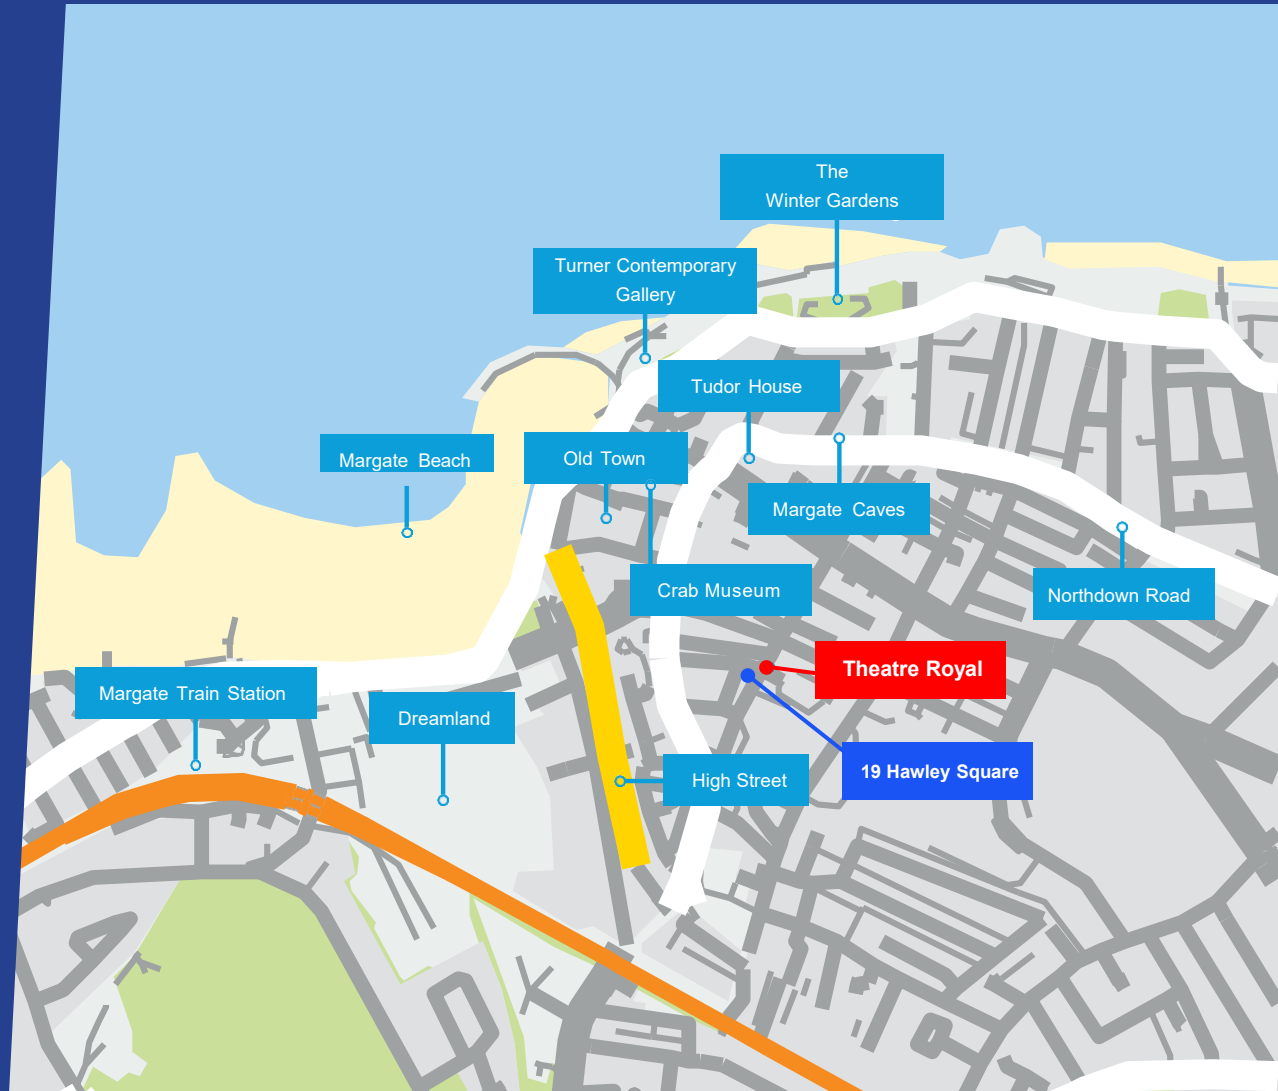 The
Winter Gardens
Turner Contemporary
Gallery
Tudor House
Margate Beach
Old Town
Margate Caves
Crab Museum
Northdown Road
Theatre Royal
Margate Train Station
Dreamland
High Street
19 Hawley Square